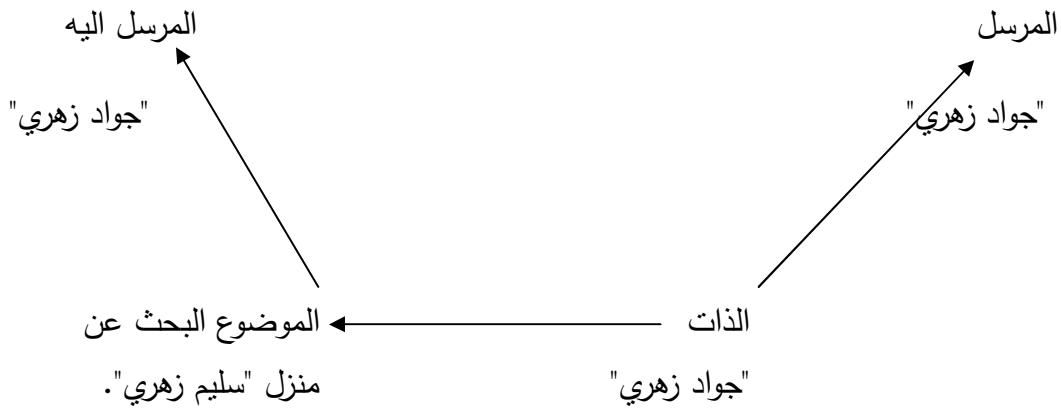 المرسل
المرسل اليه
"جواد زهري"
"جواد زهري"
الذات
الموضوع البحث عن
"جواد زهري"
منزل "سليم زهري".